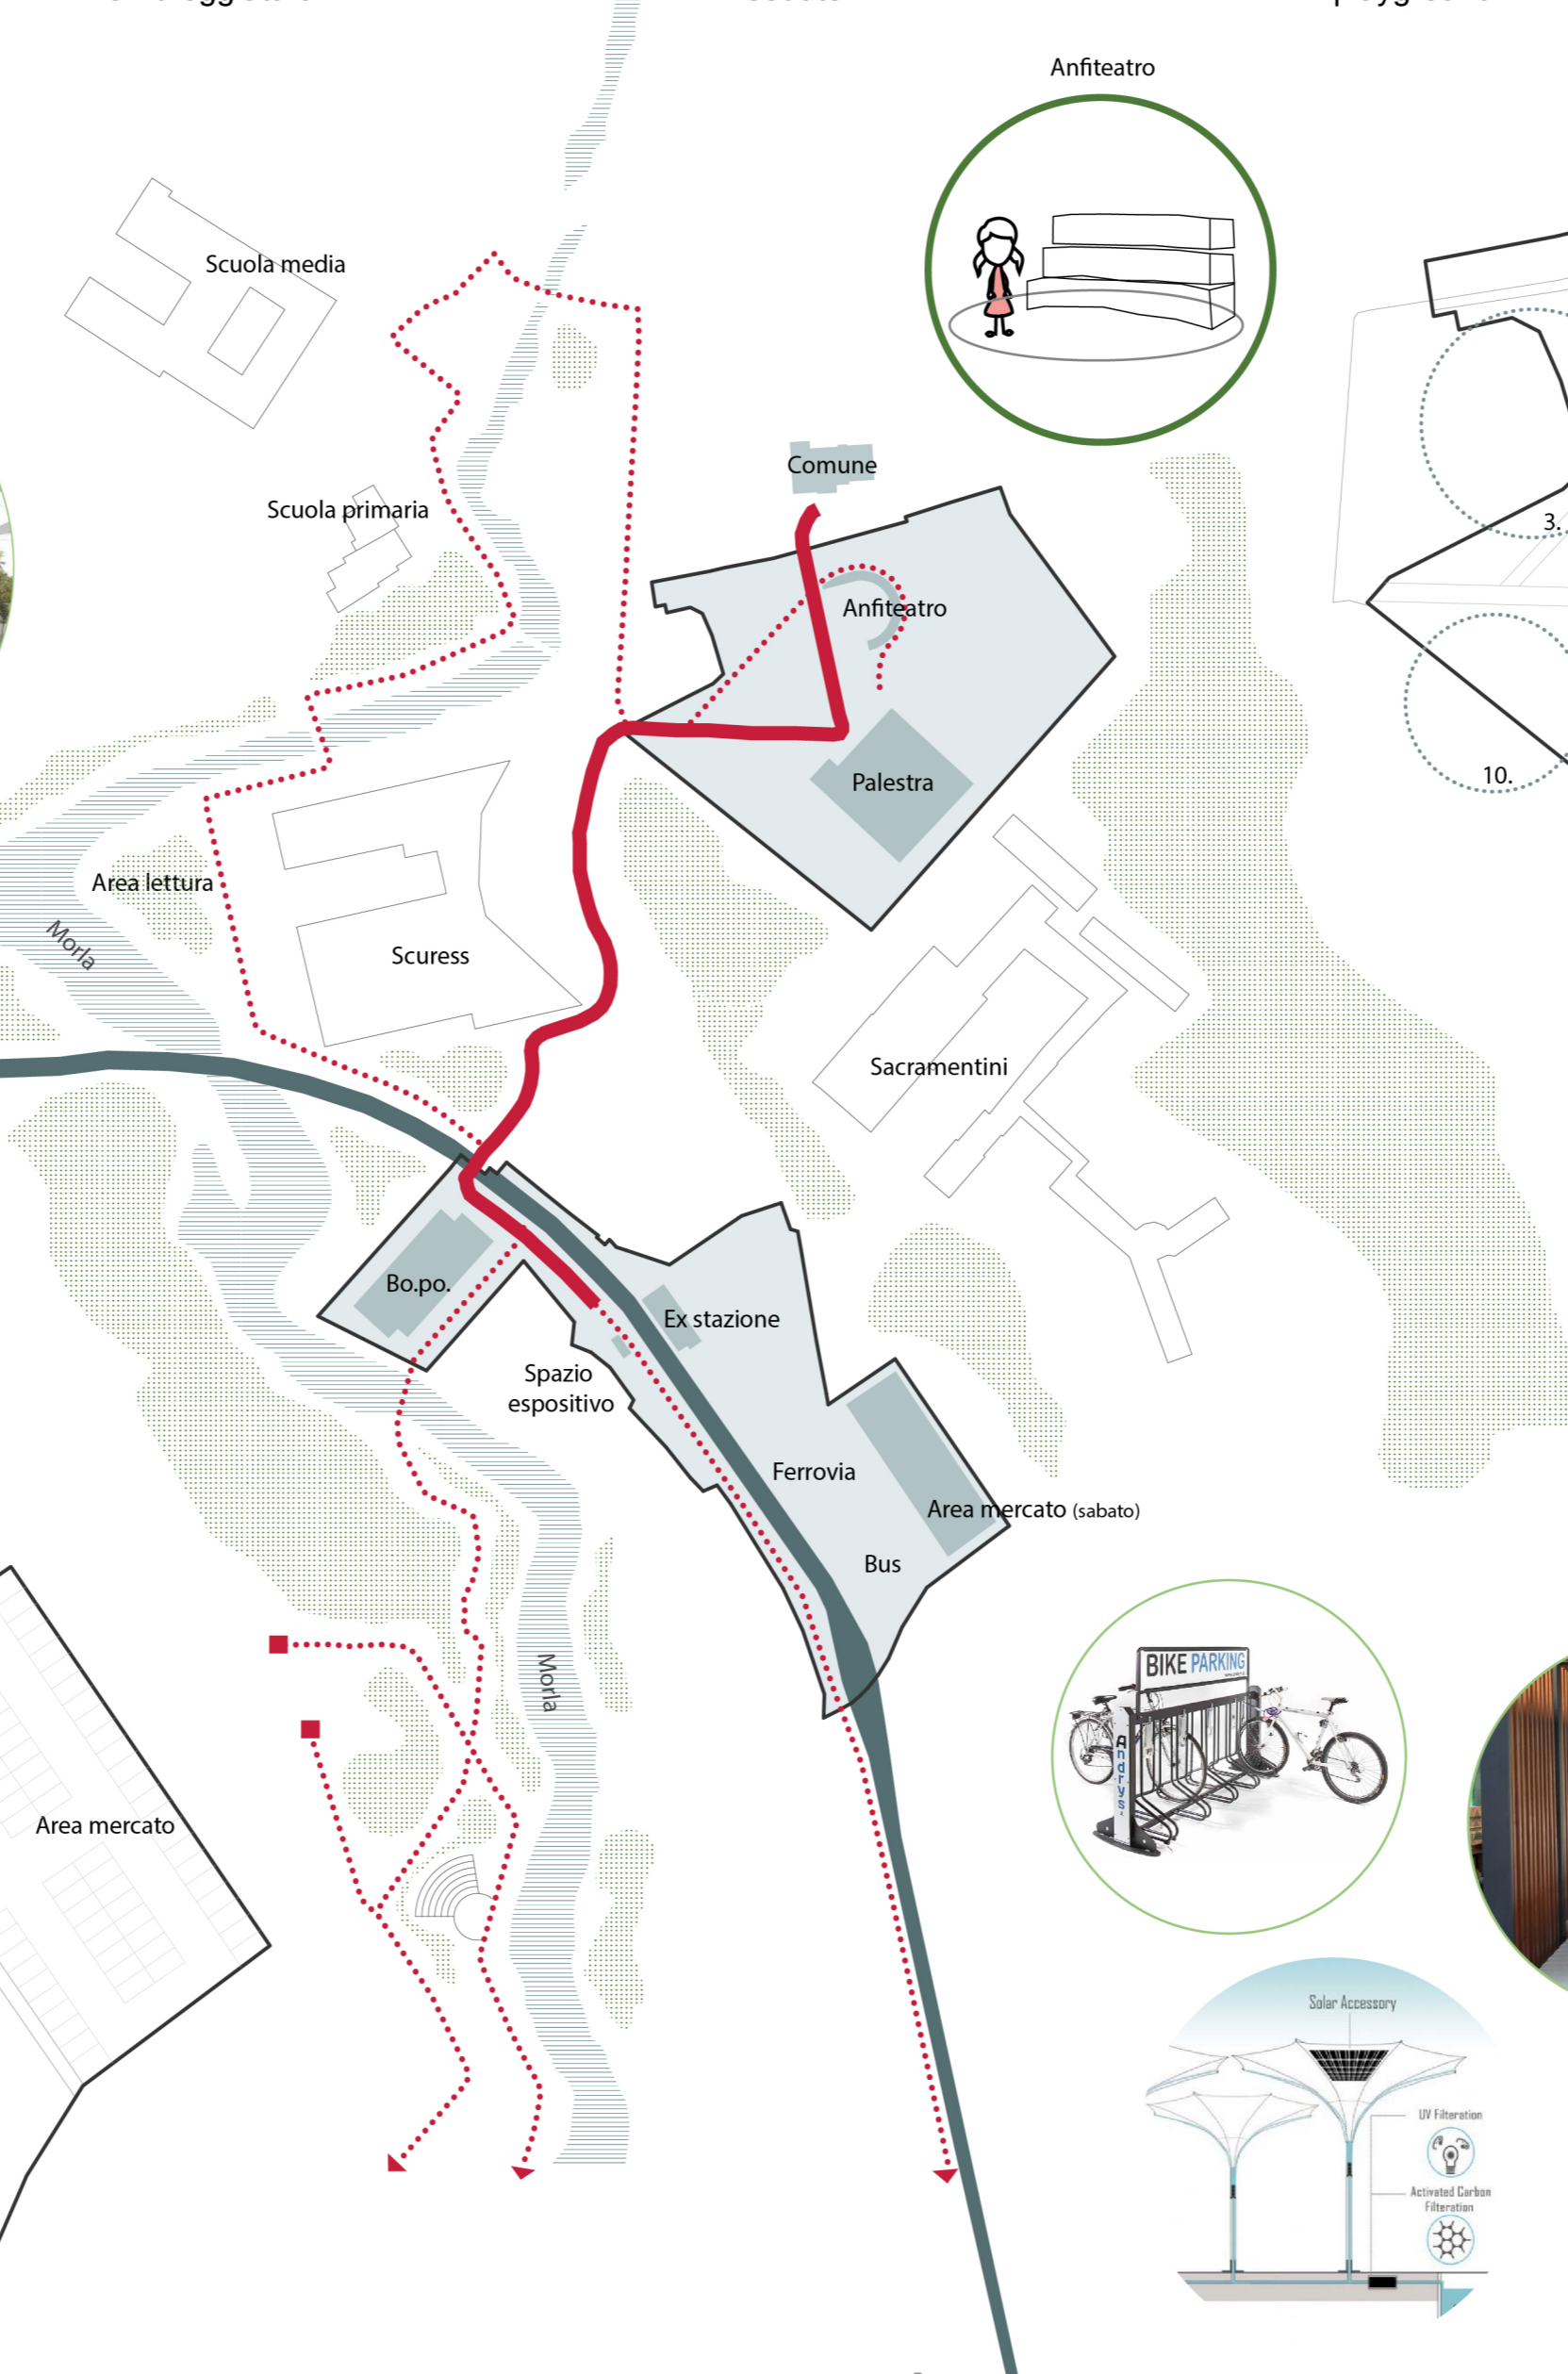 Anfiteatro
Scuola media
Comune
Scuola primaria
3.
Anfiteatro
10.
Palestra
Area lettura
Morla
Scuress
Sacramentini
Bo.po.
Ex stazione
Spazio
espositivo
Ferrovia
Area mercato (sabato)
Bus
BIKE PARKING
Andrys
Morla
Area mercato
Solar Accessory
UV Filteration
Activated Carbon
Filteration